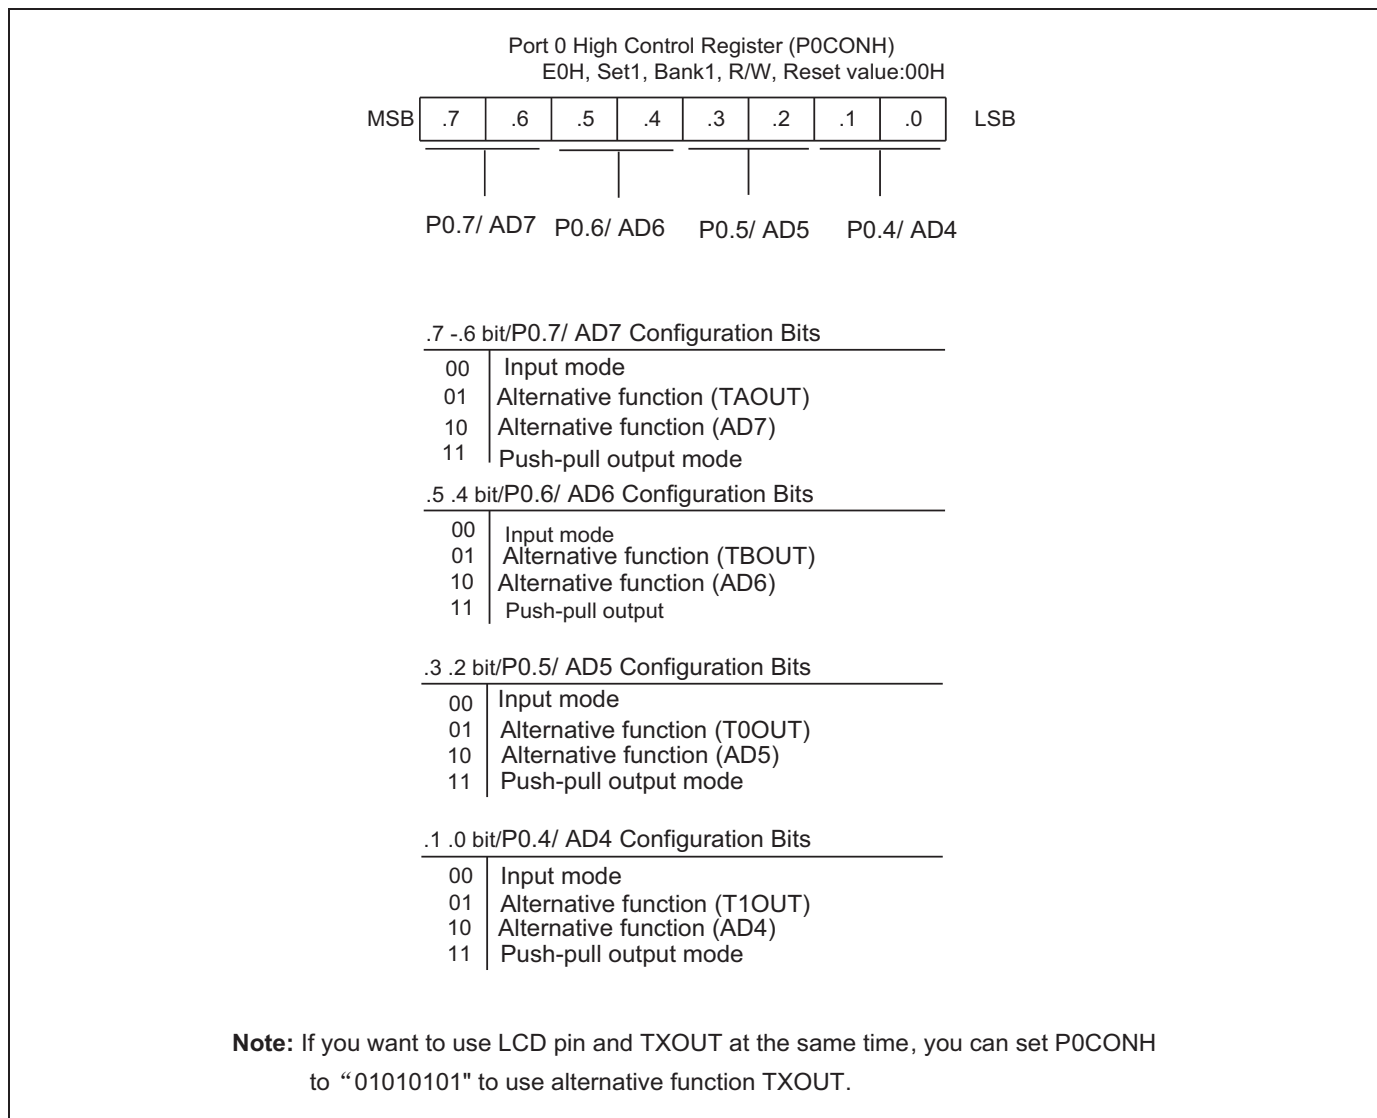 Port 0 High Control Register (P0CONH)
E0H, Set1, Bank1, R/W, Reset value:00H
MSB .7 .6 .5 .4 .3 .2 .1 .0 LSB
P0.7/ AD7 P0.6/ AD6 P0.5/ AD5 P0.4/ AD4
.7 -.6 bit/P0.7/ AD7 Configuration Bits
00 Input mode
01 Alternative function (TAOUT)
10 Alternative function (AD7)
11 Push-pull output mode
.5 .4 bit/P0.6/ AD6 Configuration Bits
00 Input mode
01 Alternative function (TBOUT)
10 Alternative function (AD6)
11 Push-pull output
.3 .2 bit/P0.5/ AD5 Configuration Bits
00 Input mode
01 Alternative function (T0OUT)
10 Alternative function (AD5)
11 Push-pull output mode
.1 .0 bit/P0.4/ AD4 Configuration Bits
00 Input mode
01 Alternative function (T1OUT)
10 Alternative function (AD4)
11 Push-pull output mode
Note: If you want to use LCD pin and TXOUT at the same time, you can set P0CONH
to “01010101" to use alternative function TXOUT.